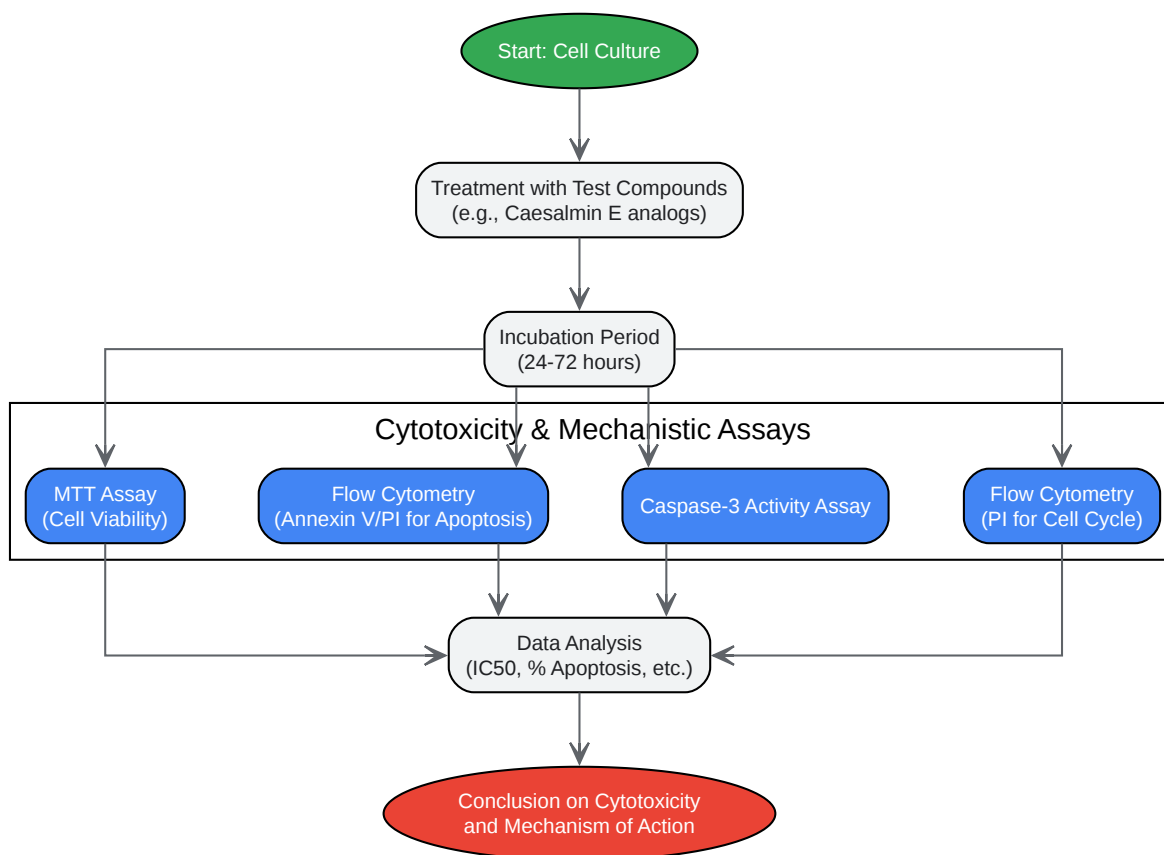 Start: Cell Culture
Treatment with Test Compounds
(e.g., Caesalmin E analogs)
Incubation Period
(24-72 hours)
Cytotoxicity & Mechanistic Assays
MTT Assay
(Cell Viability)
Flow Cytometry
(Annexin V/PI for Apoptosis)
Caspase-3 Activity Assay
Flow Cytometry
(PI for Cell Cycle)
Data Analysis
(IC50, % Apoptosis, etc.)
Conclusion on Cytotoxicity
and Mechanism of Action